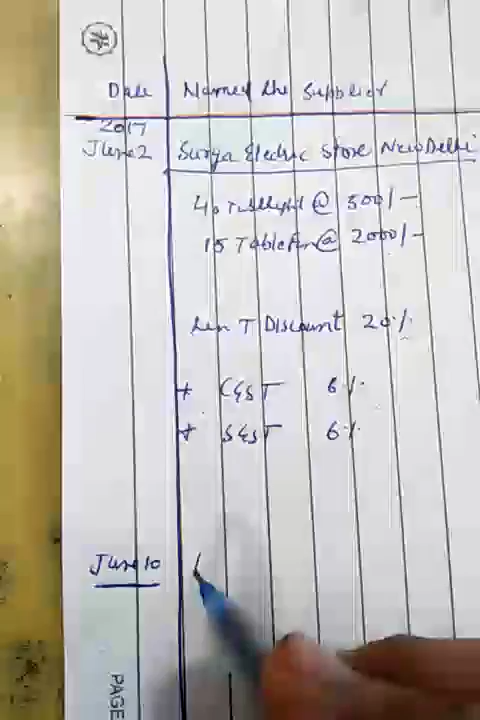 Date Name of the Supplier
2017
June 2 Surya Electric Store New Delhi
40 Tubelight @ 500/-
15 Table Fan @ 2000/-
Less T Discount 20%
+ CGST 6%
+ SGST 6%
June 10
PAGE